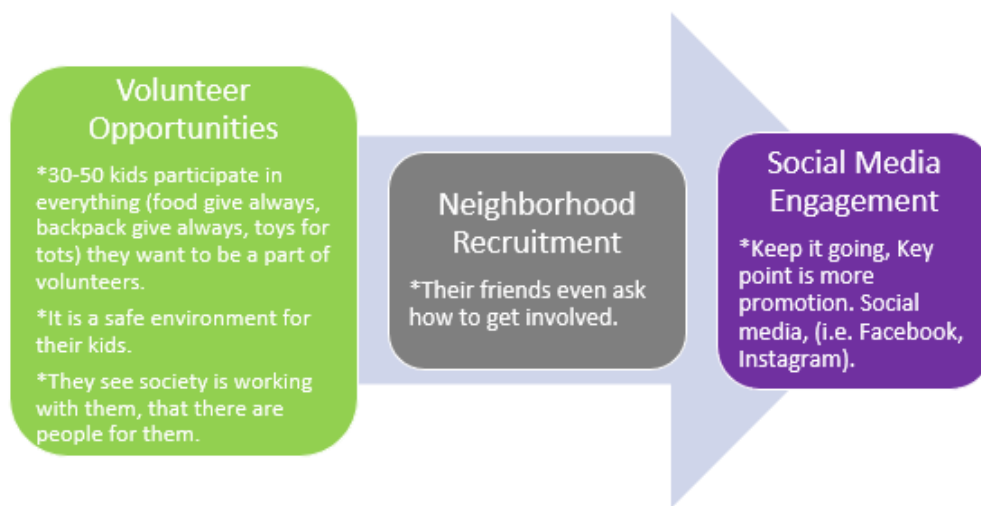 Volunteer
Opportunities
*30-50 kids participate in
everything (food give always,
backpack give always, toys for
tots) they want to be a part of
volunteers.
*It is a safe environment for
their kids.
*They see society is working
with them, that there are
people for them.
Neighborhood
Recruitment
*Their friends even ask
how to get involved.
Social Media
Engagement
*Keep it going, Key
point is more
promotion. Social
media, (i.e. Facebook,
Instagram).